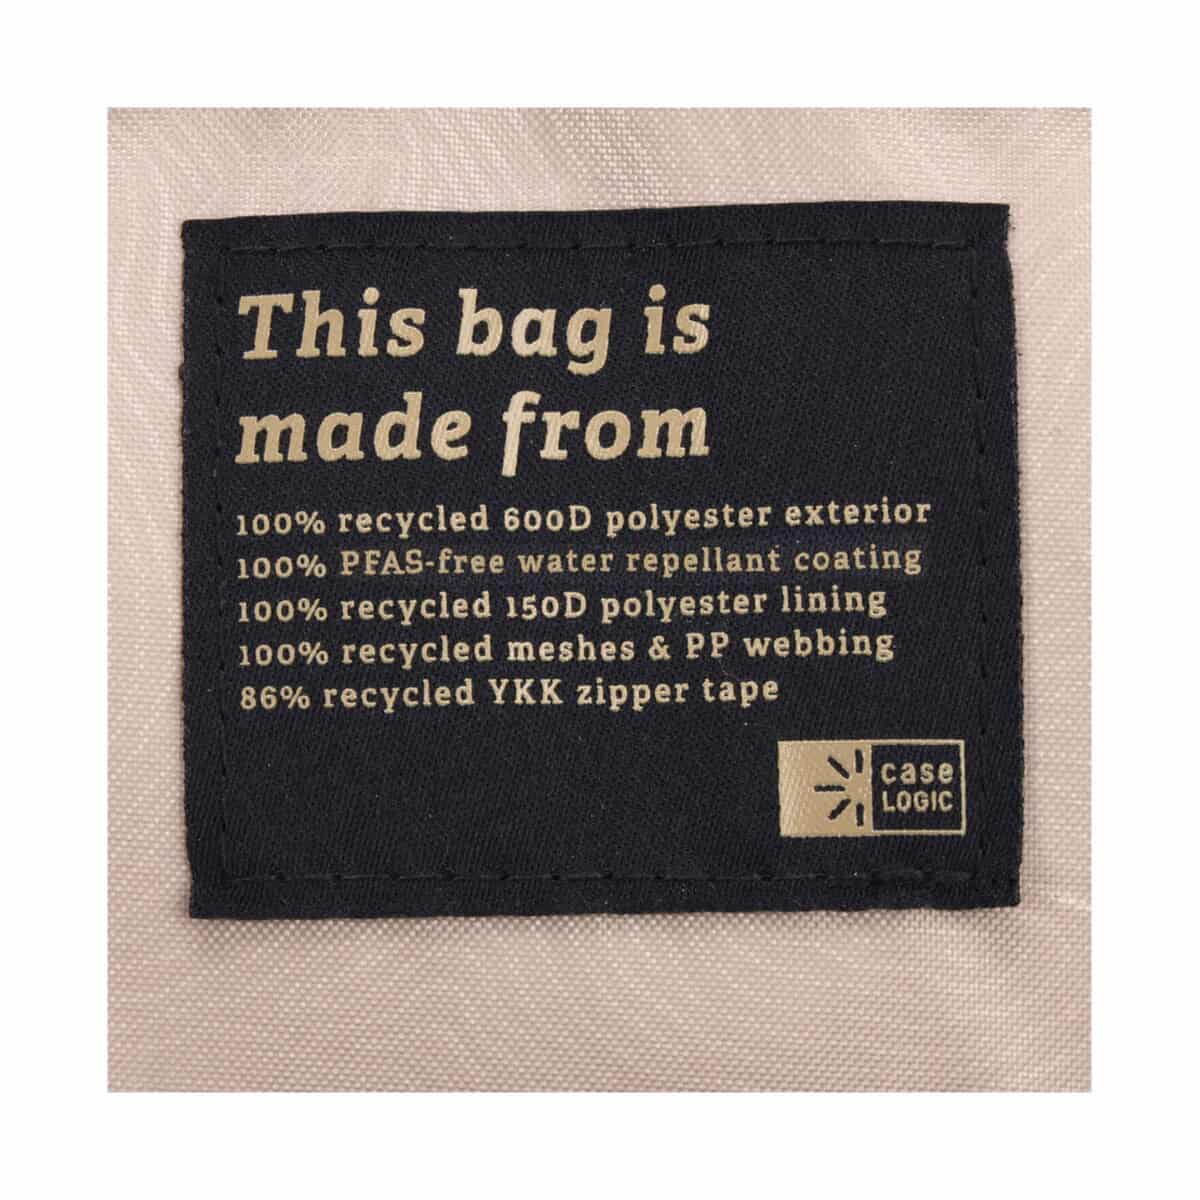 This bag is
made from
100% recycled 600D polyester exterior
100% PFAS-free water repellant coating
100% recycled 150D polyester lining
100% recycled meshes & PP webbing
86% recycled YKK zipper tape
case
LOGIC